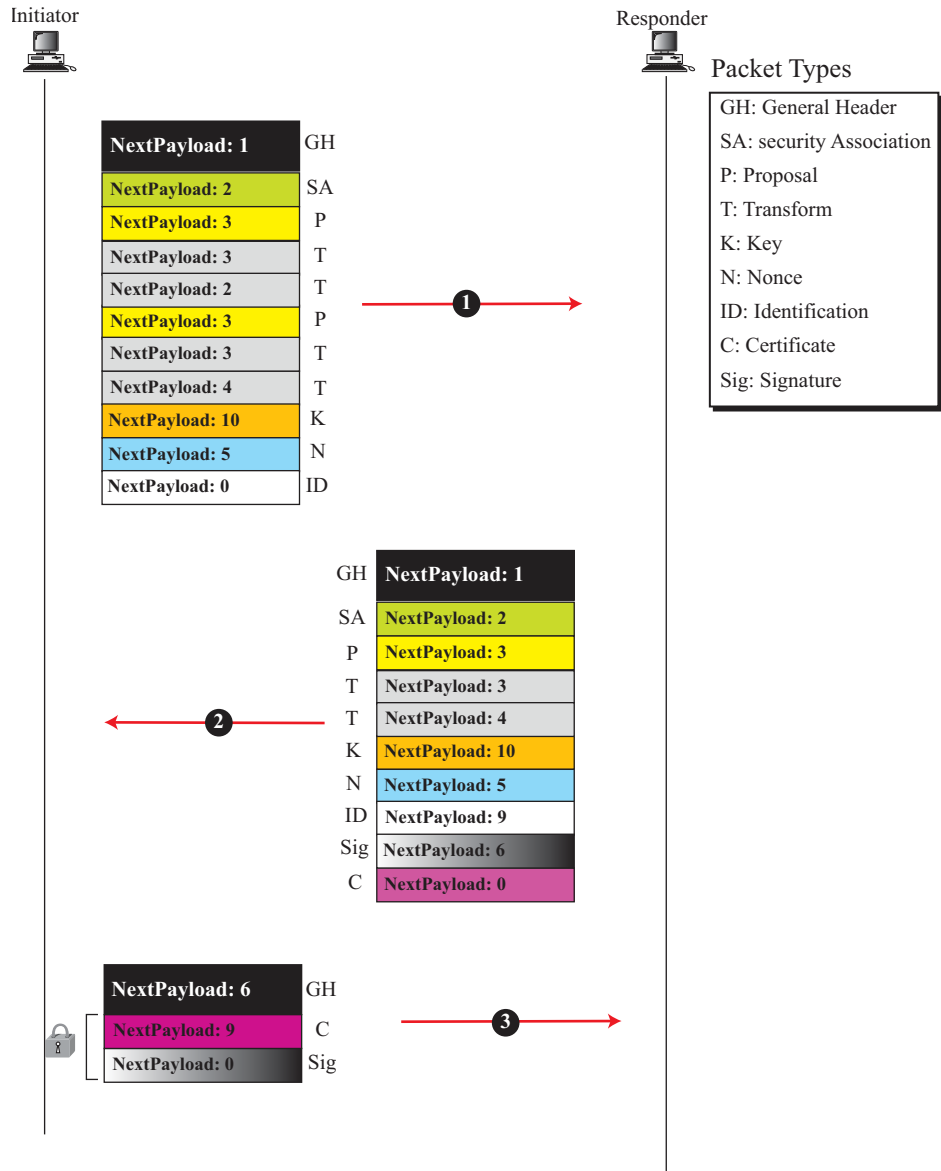 Initiator
Responder
Packet Types
GH: General Header
SA: security Association
P: Proposal
T: Transform
K: Key
N: Nonce
ID: Identification
C: Certificate
Sig: Signature
NextPayload: 1 GH
NextPayload: 2 SA
NextPayload: 3 P
NextPayload: 3 T
NextPayload: 2 T
NextPayload: 3 P
NextPayload: 3 T
NextPayload: 4 T
NextPayload: 10 K
NextPayload: 5 N
NextPayload: 0 ID
1
GH NextPayload: 1
SA NextPayload: 2
P NextPayload: 3
T NextPayload: 3
T NextPayload: 4
K NextPayload: 10
N NextPayload: 5
ID NextPayload: 9
Sig NextPayload: 6
C NextPayload: 0
2
NextPayload: 6 GH
NextPayload: 9 C
NextPayload: 0 Sig
3